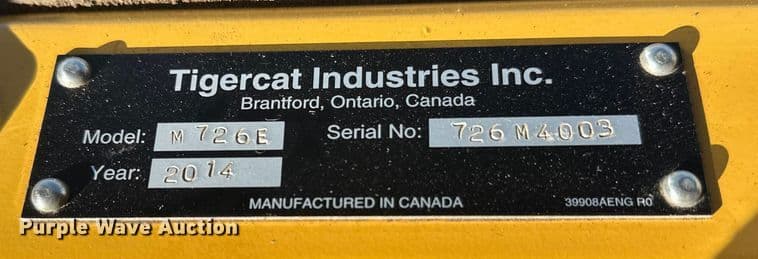 Tigercat Industries Inc.
Brantford, Ontario, Canada
Model: M 726E Serial No: 726M4003
Year: 2014
MANUFACTURED IN CANADA 39908AENG R0
Purple Wave Auction